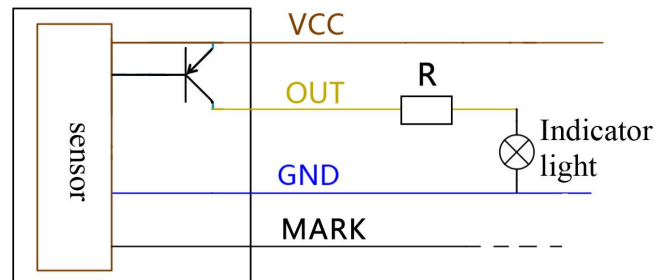 VCC
R
OUT
sensor
Indicator
light
GND
MARK